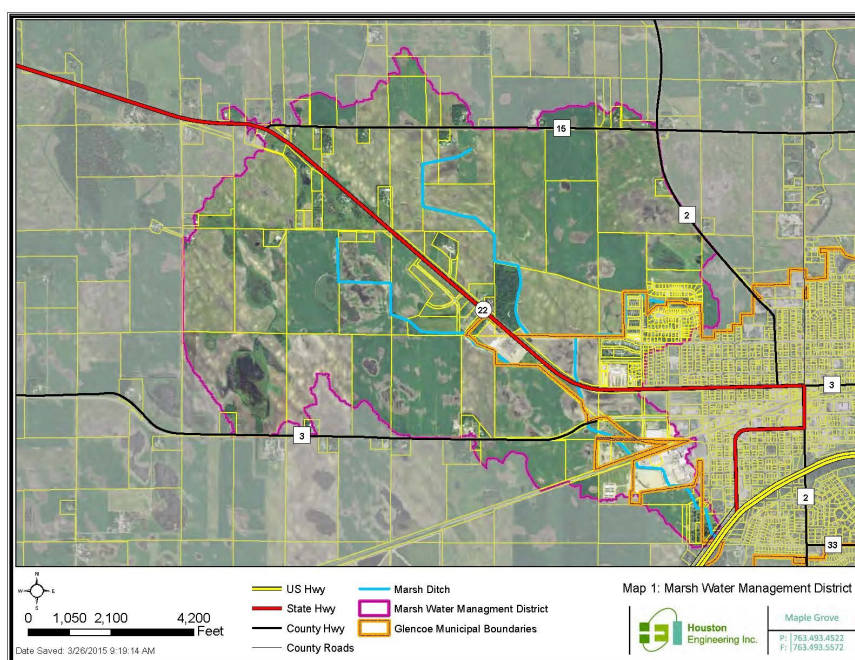 15
2
22
3
3
2
33
N
W E
S
0 1,050 2,100 4,200
Feet
Date Saved: 3/26/2015 9:19:14 AM
US Hwy
State Hwy
County Hwy
County Roads
Marsh Ditch
Marsh Water Managment District
Glencoe Municipal Boundaries
Map 1: Marsh Water Management District
Houston
Engineering Inc.
Maple Grove
P: 763.493.4522
F: 763.493.5572